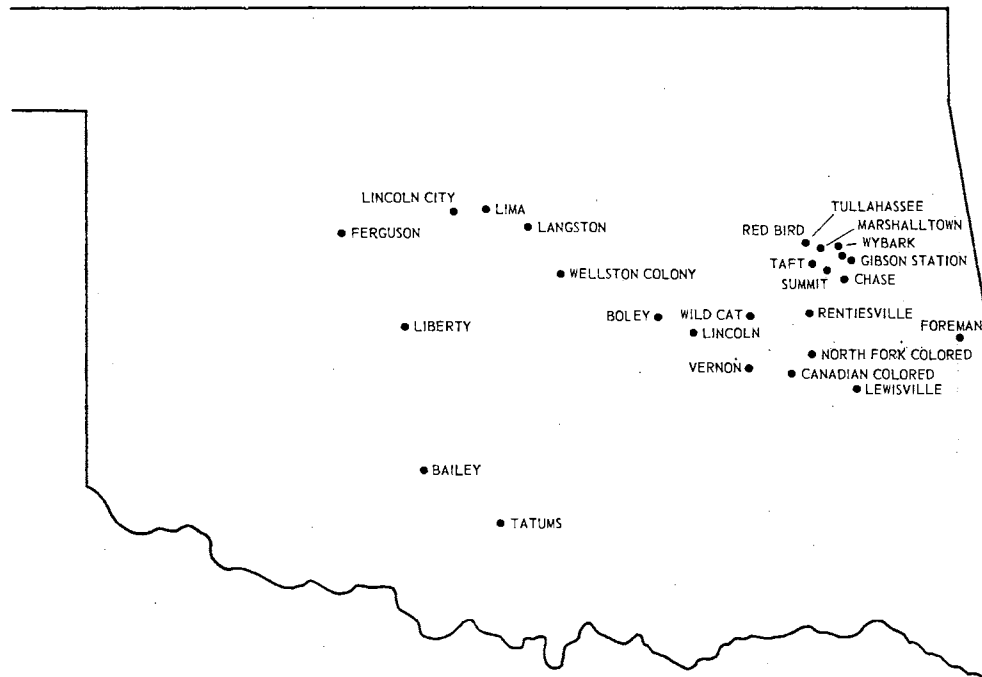 LINCOLN CITY
LIMA
TULLAHASSEE
MARSHALLTOWN
RED BIRD
WYBARK
LANGSTON
FERGUSON
GIBSON STATION
TAFT
SUMMIT
CHASE
WELLSTON COLONY
BOLEY
WILD CAT
RENTIESVILLE
FOREMAN
LIBERTY
LINCOLN
NORTH FORK COLORED
VERNON
CANADIAN COLORED
LEWISVILLE
BAILEY
TATUMS